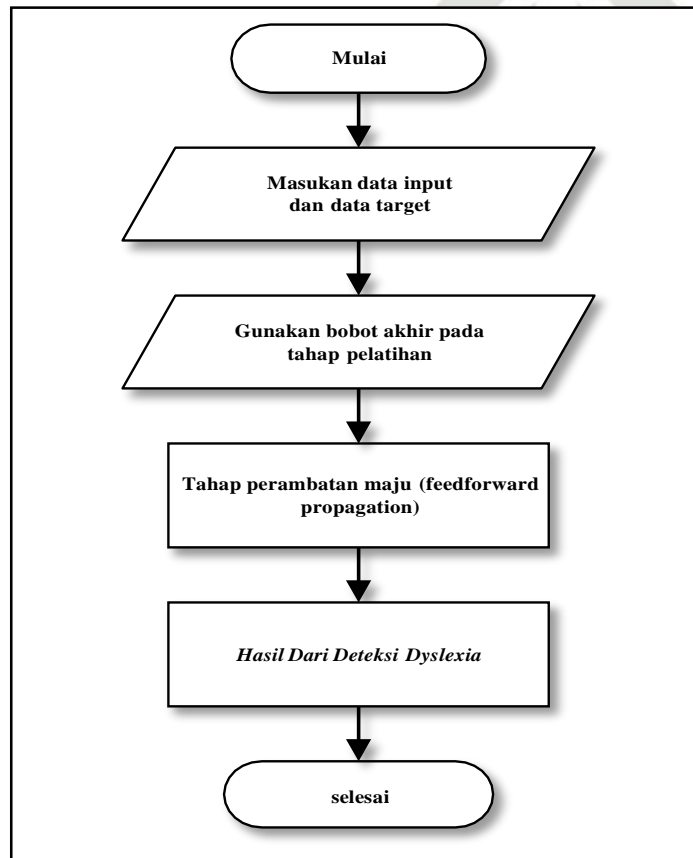 Mulai
Masukan data input
dan data target
Gunakan bobot akhir pada
tahap pelatihan
Tahap perambatan maju (feedforward
propagation)
Hasil Dari Deteksi Dyslexia
selesai